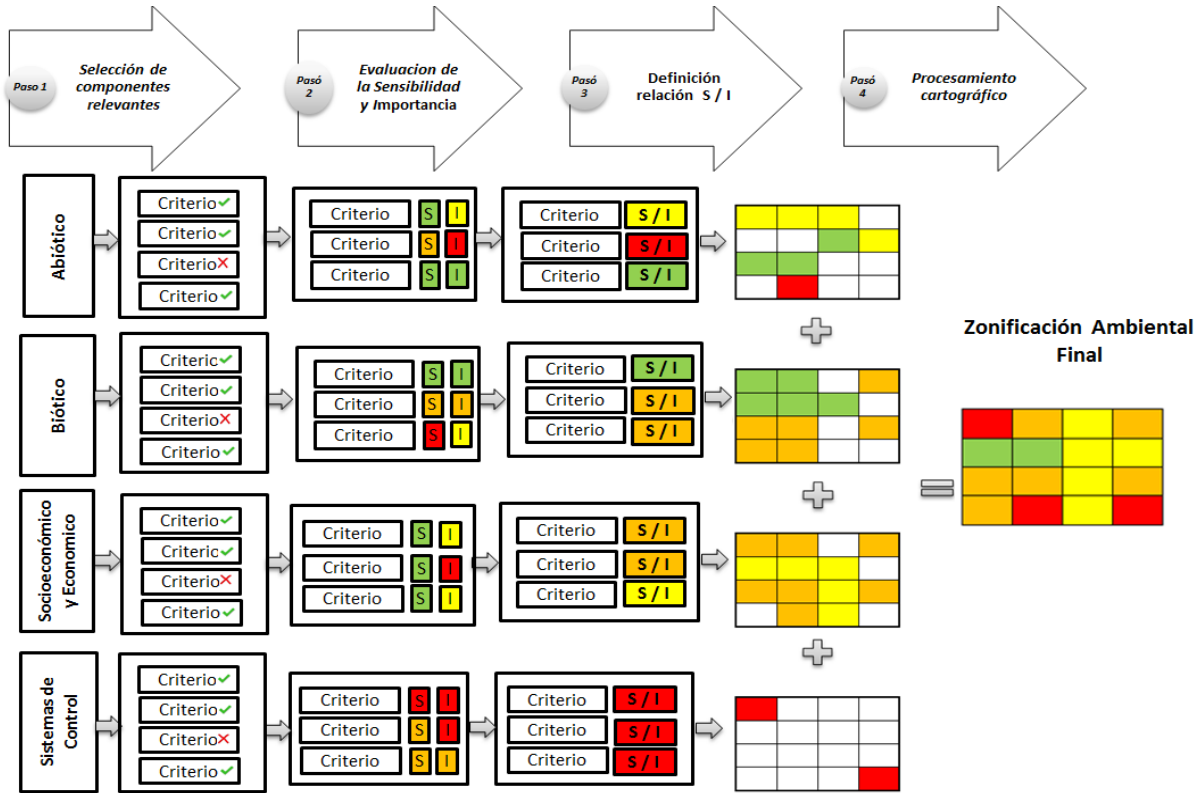 Paso 1
Selección de
componentes
relevantes
Pasó
2
Evaluacion de
la Sensibilidad
y Importancia
Pasó
3
Definición
relación S / I
Pasó
4
Procesamiento
cartográfico
Abiótico
Criterio
Criterio
Criterio
Criterio
Criterio S I
Criterio S I
Criterio S I
Criterio S / I
Criterio S / I
Criterio S / I
Biótico
Criteric
Criterio
Criterio
Criterio
Criterio S I
Criterio S I
Criterio S I
Criterio S / I
Criterio S / I
Criterio S / I
Zonificación Ambiental
Final
Socioeconómico
y Economico
Criterio
Criteric
Criterio
Criterio
Criterio S I
Criterio S I
Criterio S I
Criterio S / I
Criterio S / I
Criterio S / I
Sistemas de
Control
Criterio
Criterio
Criterio
Criterio
Criterio S I
Criterio S I
Criterio S I
Criterio S / I
Criterio S / I
Criterio S / I